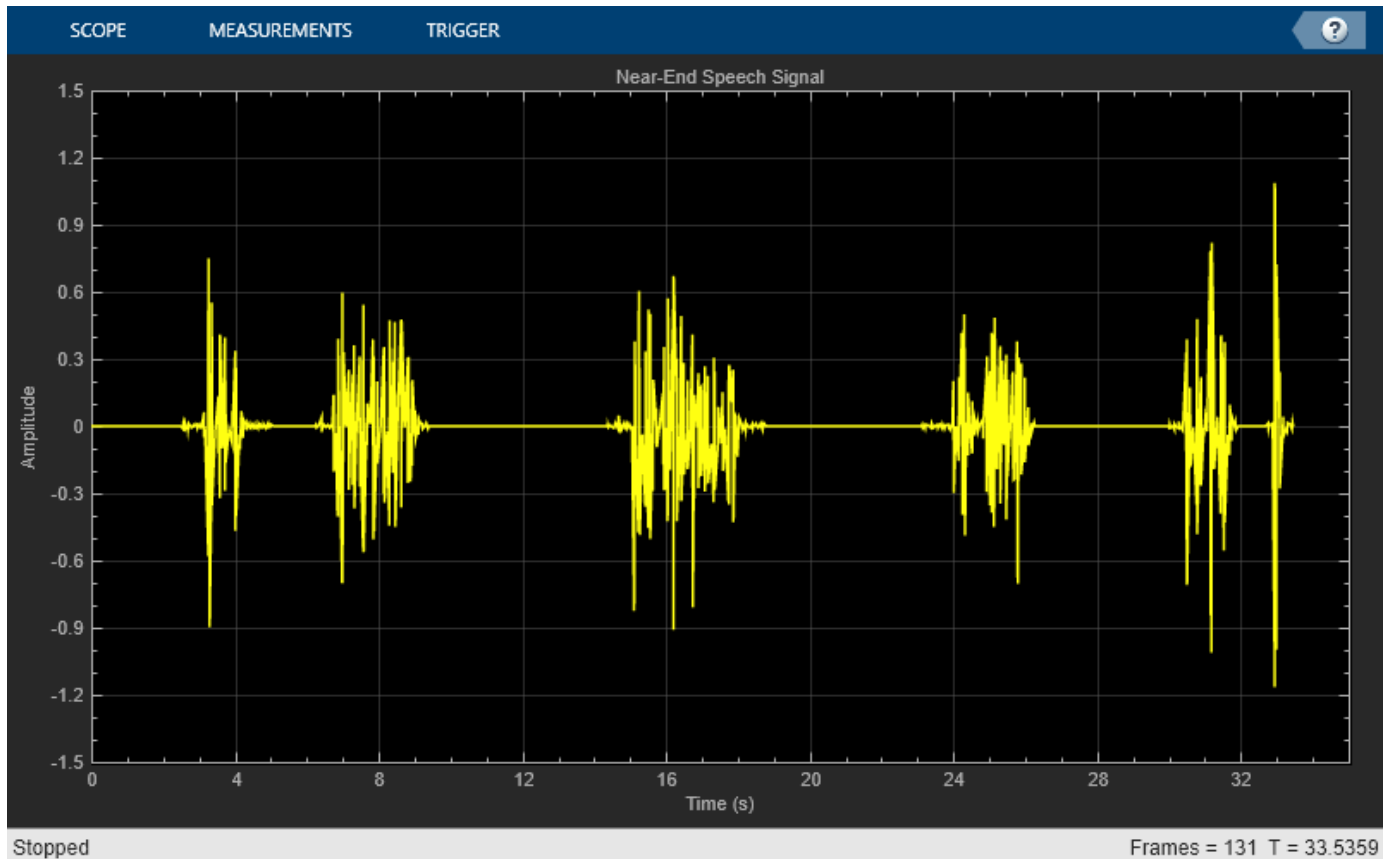 SCOPE MEASUREMENTS TRIGGER ?
Near-End Speech Signal
1.5
1.2
0.9
0.6
0.3
0
-0.3
-0.6
-0.9
-1.2
-1.5
Amplitude
0 4 8 12 16 20 24 28 32
Time (s)
Stopped Frames = 131 T = 33.5359